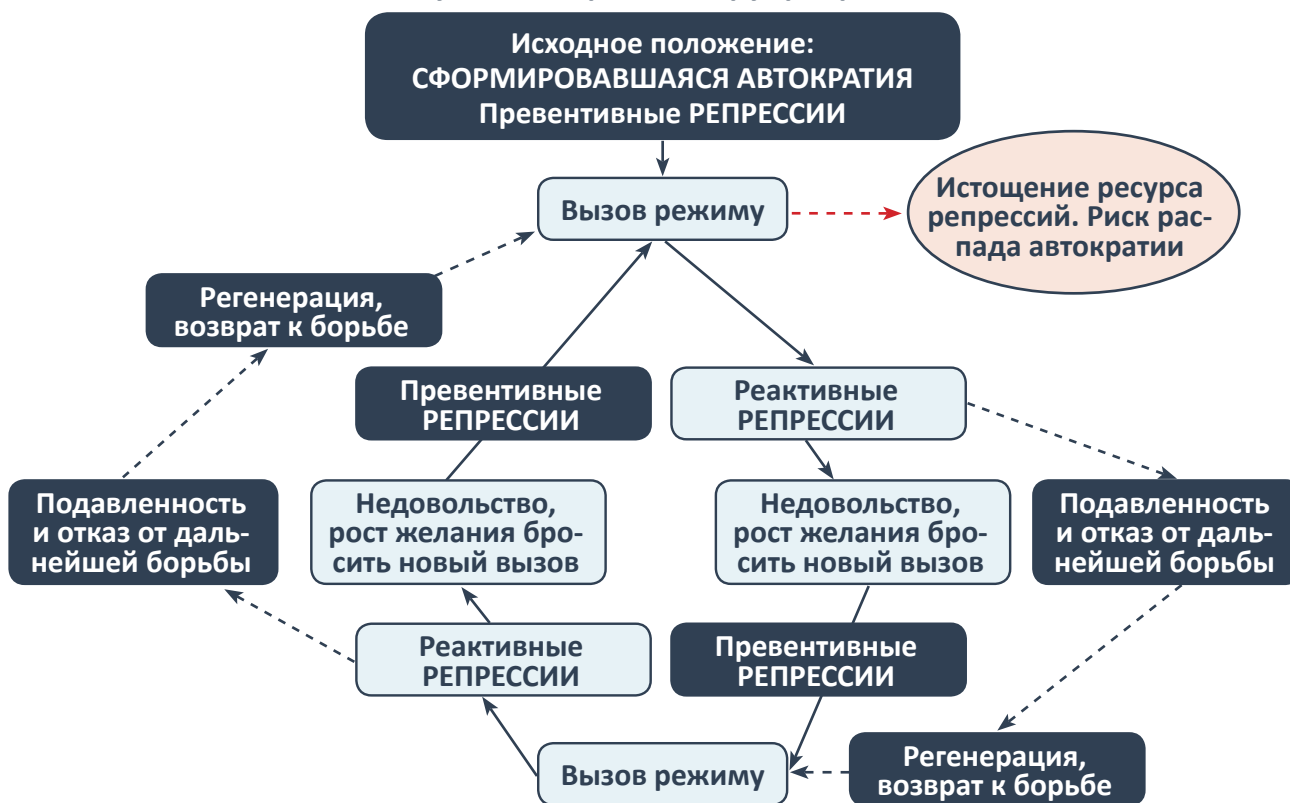 Исходное положение:
СФОРМИРОВАВШАЯСЯ АВТОКРАТИЯ
Превентивные РЕПРЕССИИ
Вызов режиму
Истощение ресурса
репрессий. Риск рас-
пада автократии
Регенерация,
возврат к борьбе
Превентивные
РЕПРЕССИИ
Реактивные
РЕПРЕССИИ
Подавленность
и отказ от даль-
нейшей борьбы
Недовольство,
рост желания бро-
сить новый вызов
Недовольство,
рост желания бро-
сить новый вызов
Подавленность
и отказ от даль-
нейшей борьбы
Реактивные
РЕПРЕССИИ
Превентивные
РЕПРЕССИИ
Вызов режиму
Регенерация,
возврат к борьбе